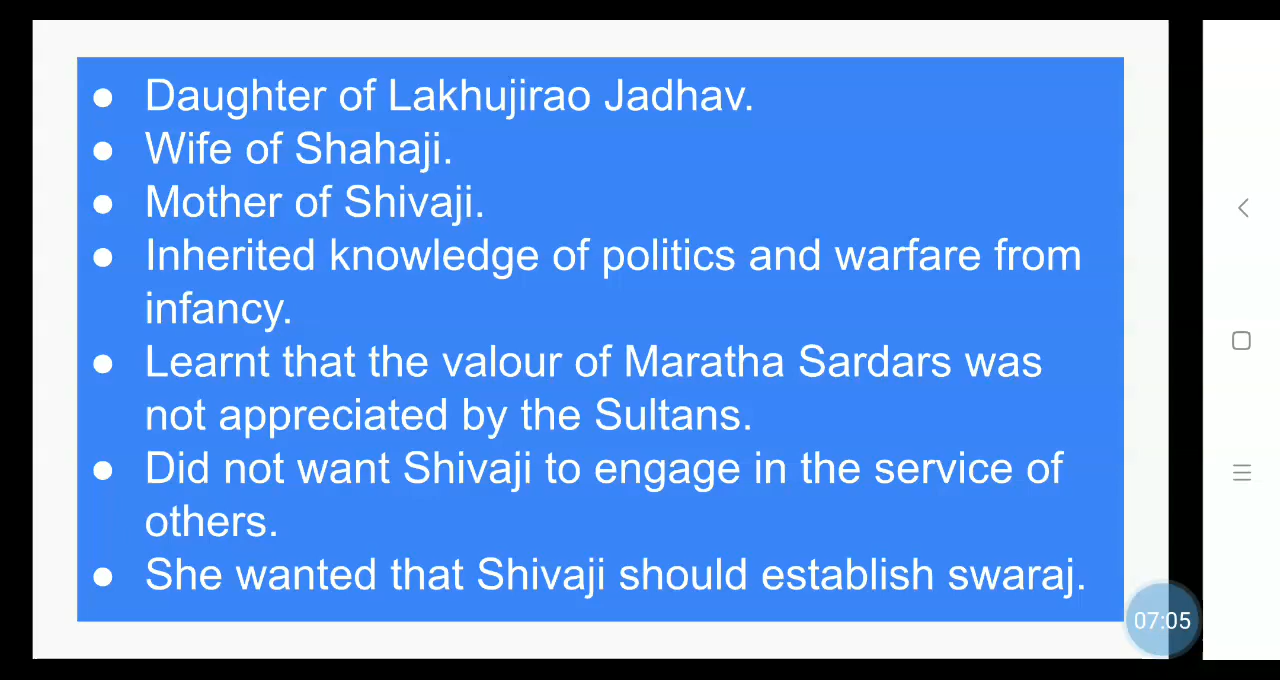 ● Daughter of Lakhujirao Jadhav.
● Wife of Shahaji.
● Mother of Shivaji.
● Inherited knowledge of politics and warfare from
infancy.
● Learnt that the valour of Maratha Sardars was
not appreciated by the Sultans.
● Did not want Shivaji to engage in the service of
others.
● She wanted that Shivaji should establish swaraj.
07:05